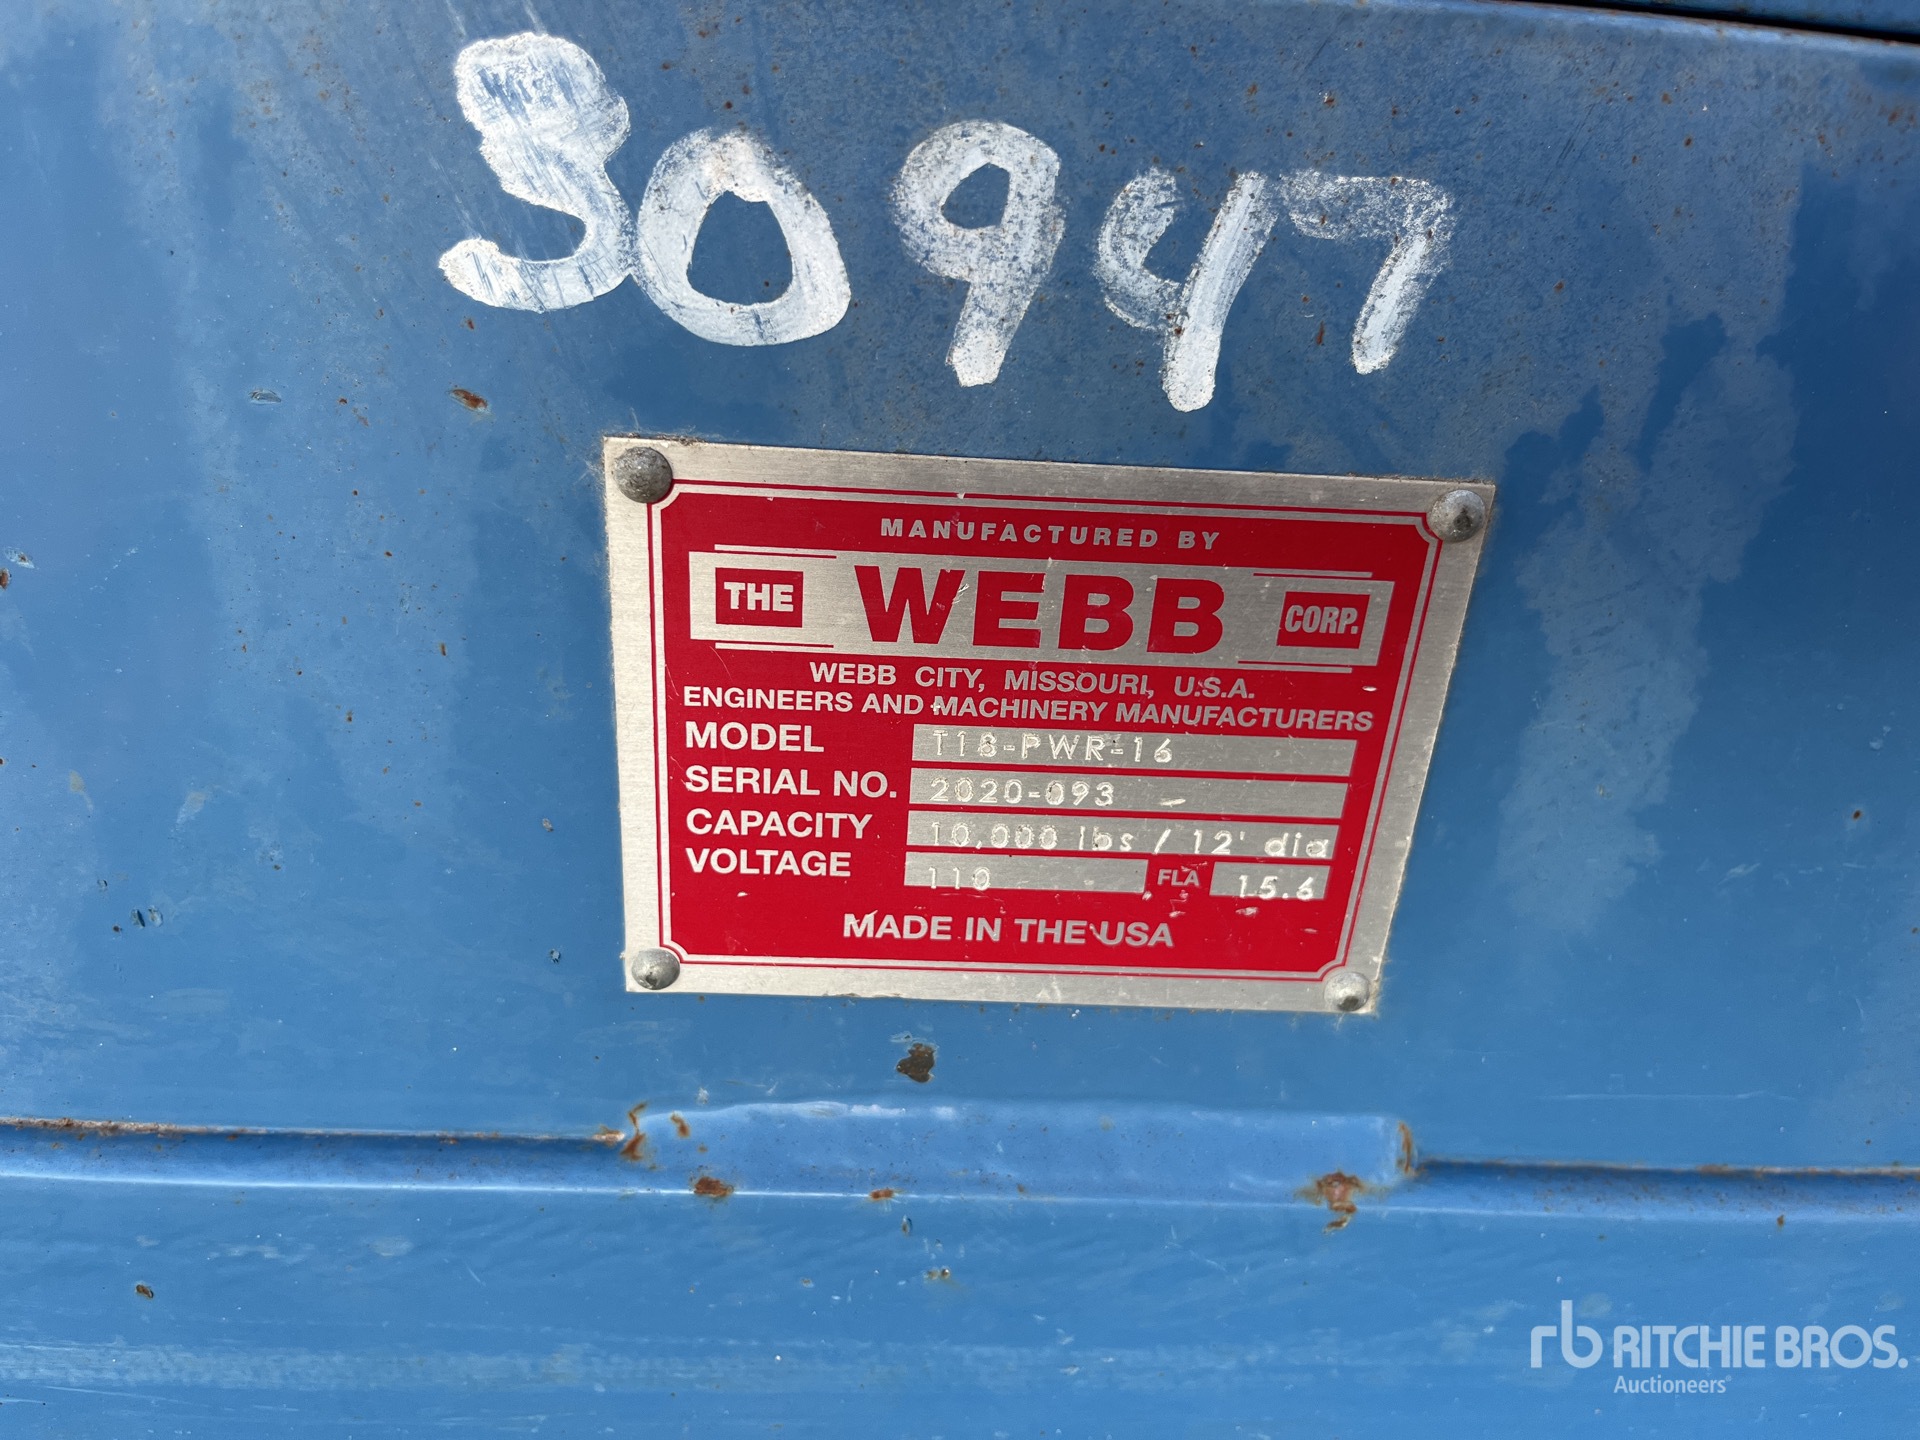 30947
MANUFACTURED BY
THE WEBB CORP.
WEBB CITY, MISSOURI, U.S.A.
ENGINEERS AND MACHINERY MANUFACTURERS
MODEL T18-PWR-16
SERIAL NO. 2020-093
CAPACITY 10,000 lbs / 12' dia
VOLTAGE 110 FLA 15.6
MADE IN THE USA
rb RITCHIE BROS.
Auctioneers